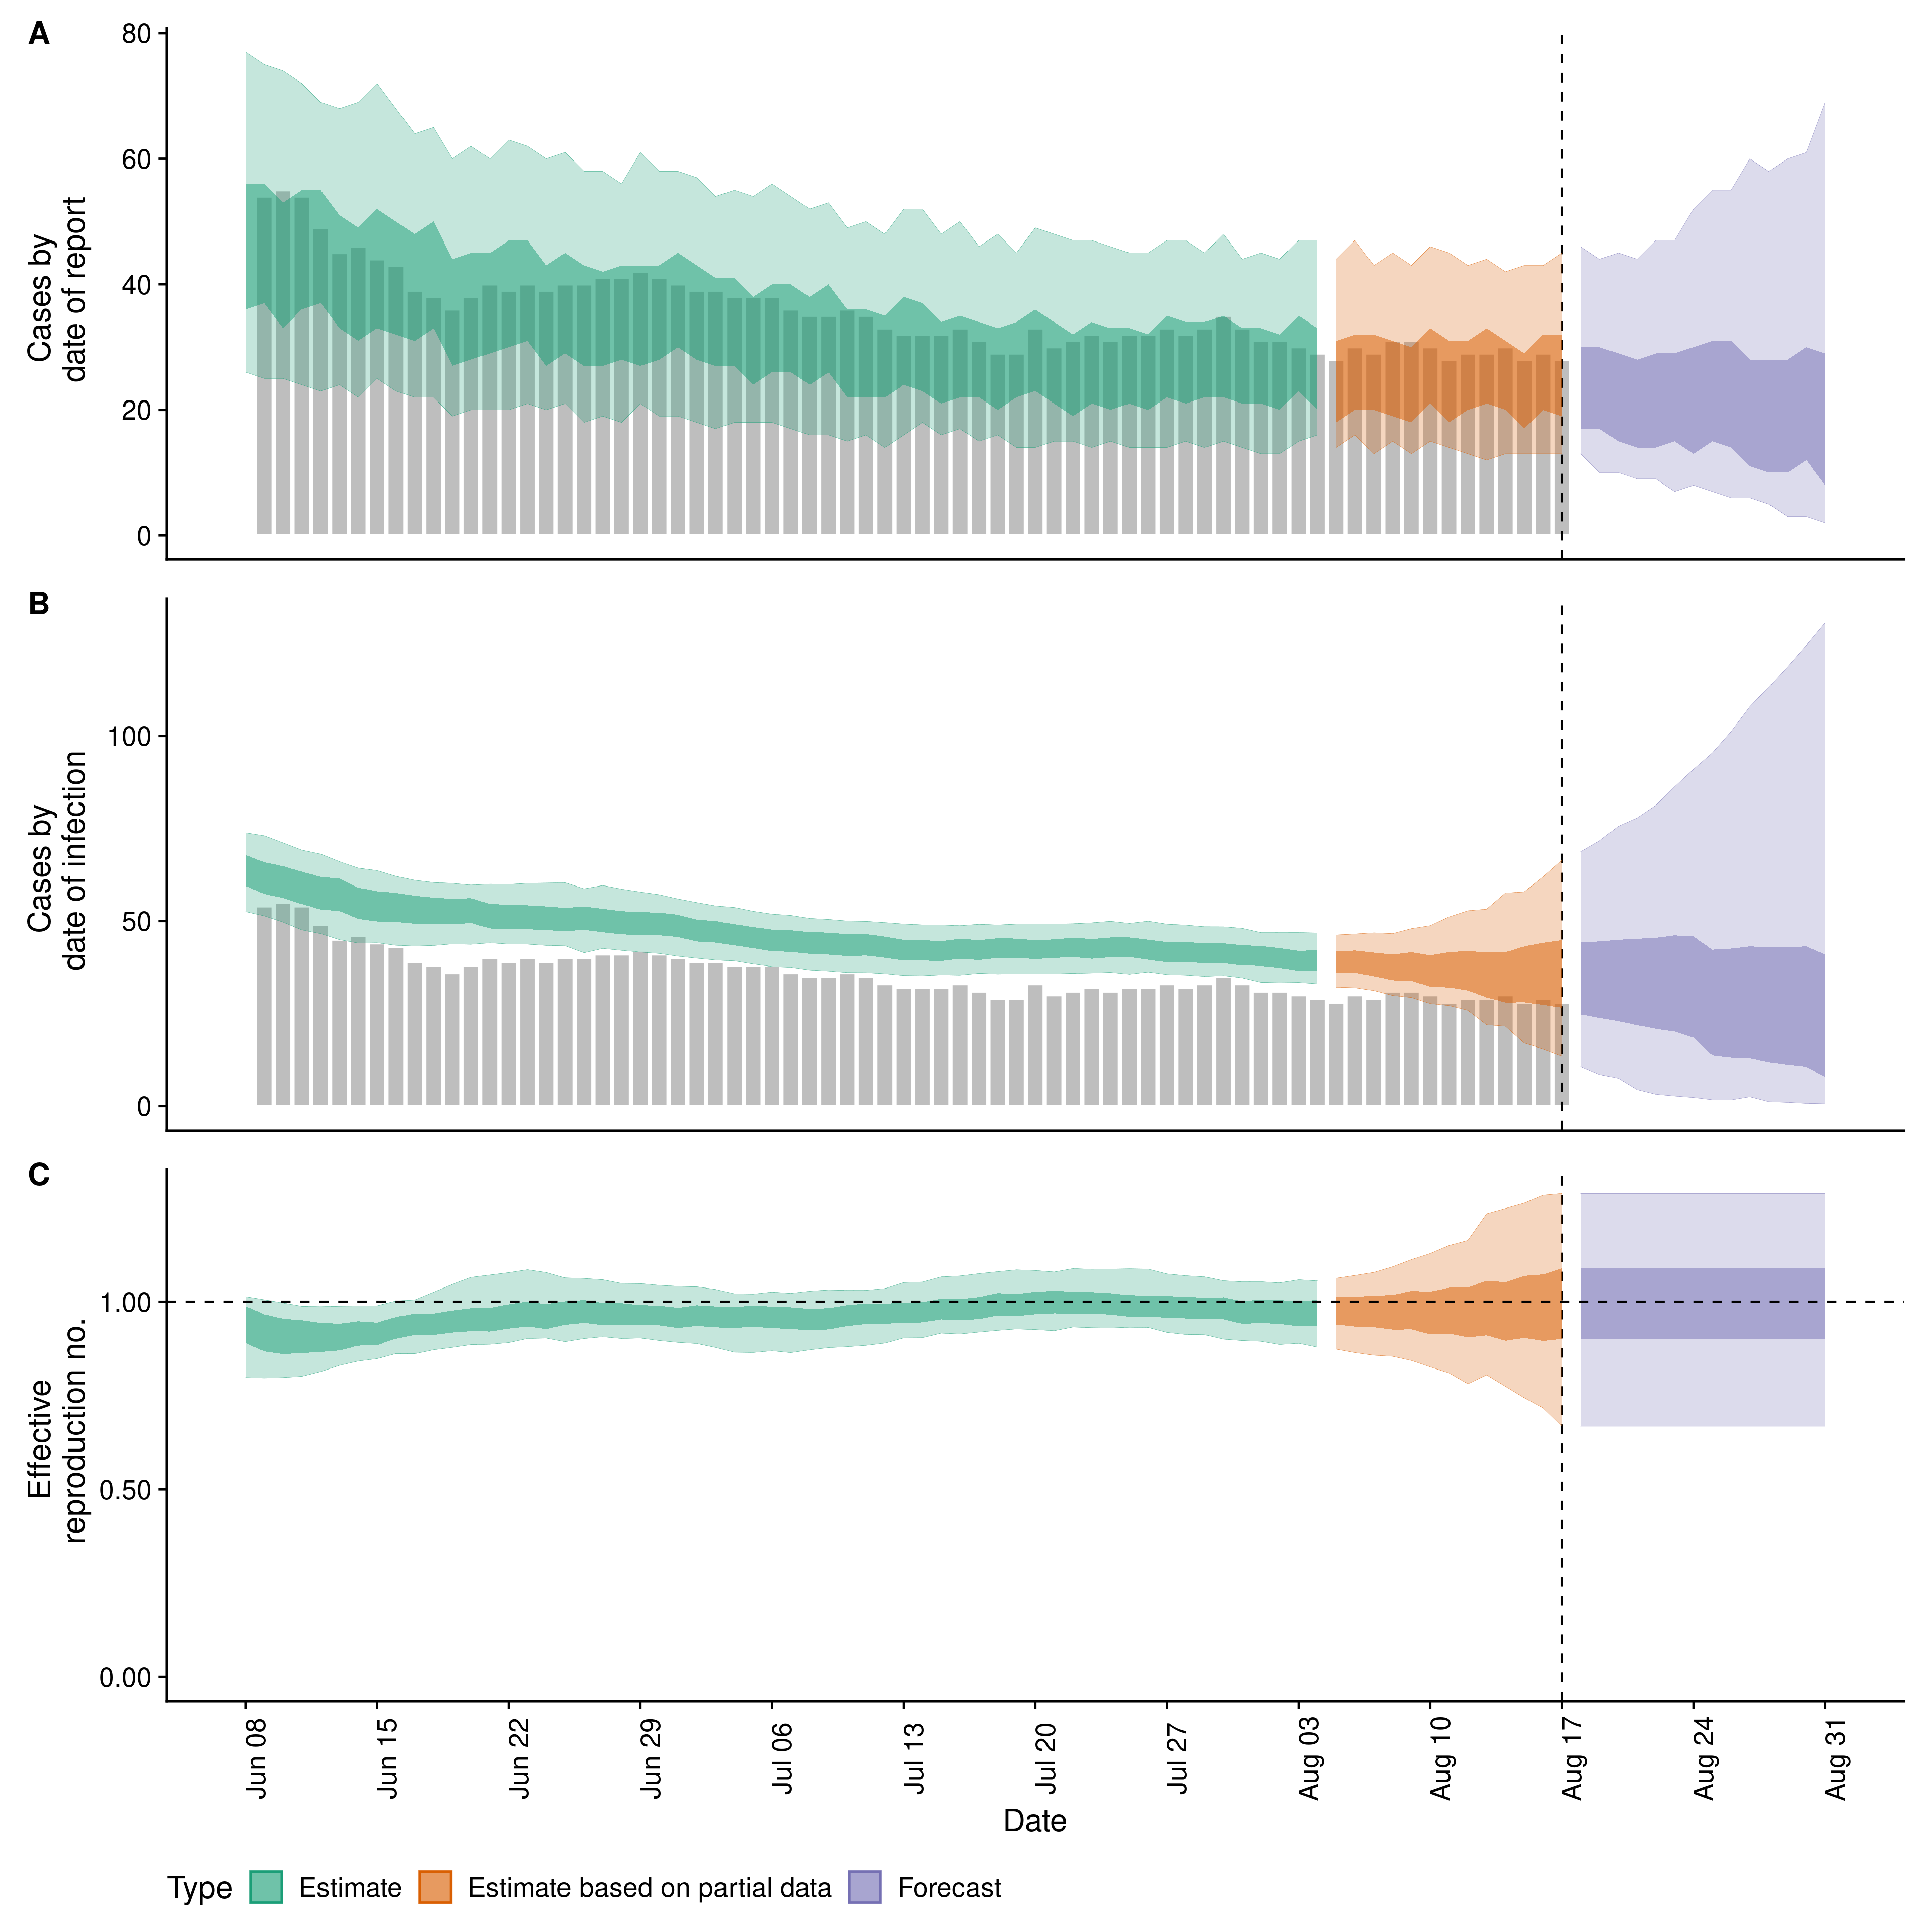 A
80
60
40
20
0
Cases by
date of report
B
100
50
0
Cases by
date of infection
C
1.00
0.50
0.00
Effective
reproduction no.
Jun 08
Jun 15
Jun 22
Jun 29
Jul 06
Jul 13
Jul 20
Jul 27
Aug 03
Aug 10
Aug 17
Aug 24
Aug 31
Date
Type Estimate Estimate based on partial data Forecast